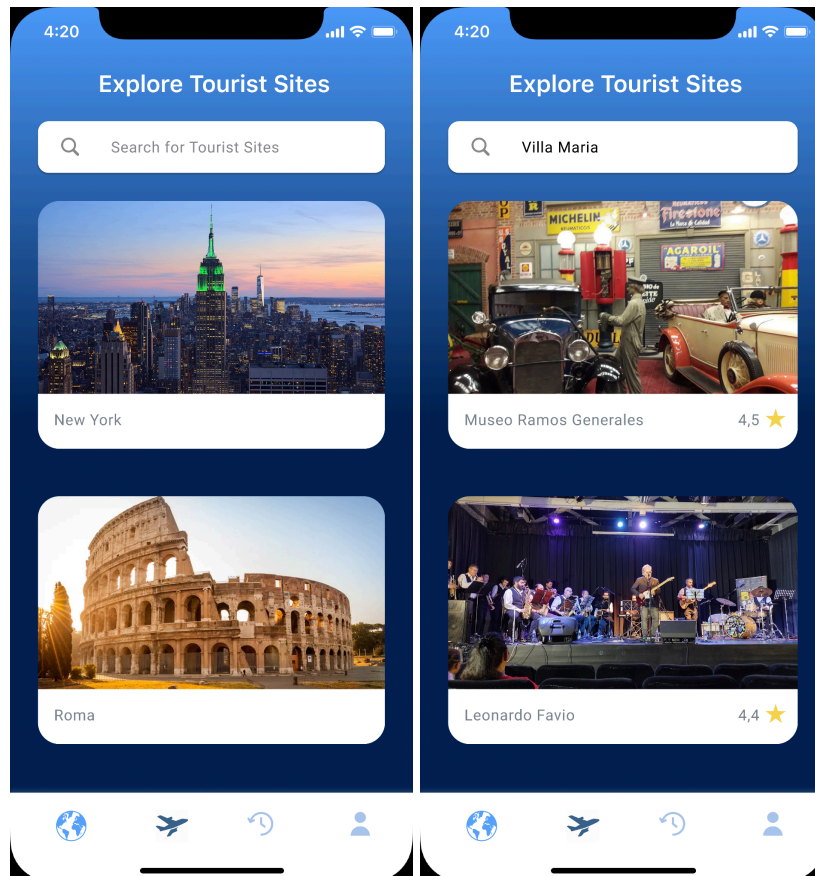 4:20
Explore Tourist Sites
Search for Tourist Sites
New York
Roma
4:20
Explore Tourist Sites
Villa Maria
MICHELIN
NEUMATICOS
Firestone
AGAROIL
Museo Ramos Generales 4,5
Leonardo Favio 4,4